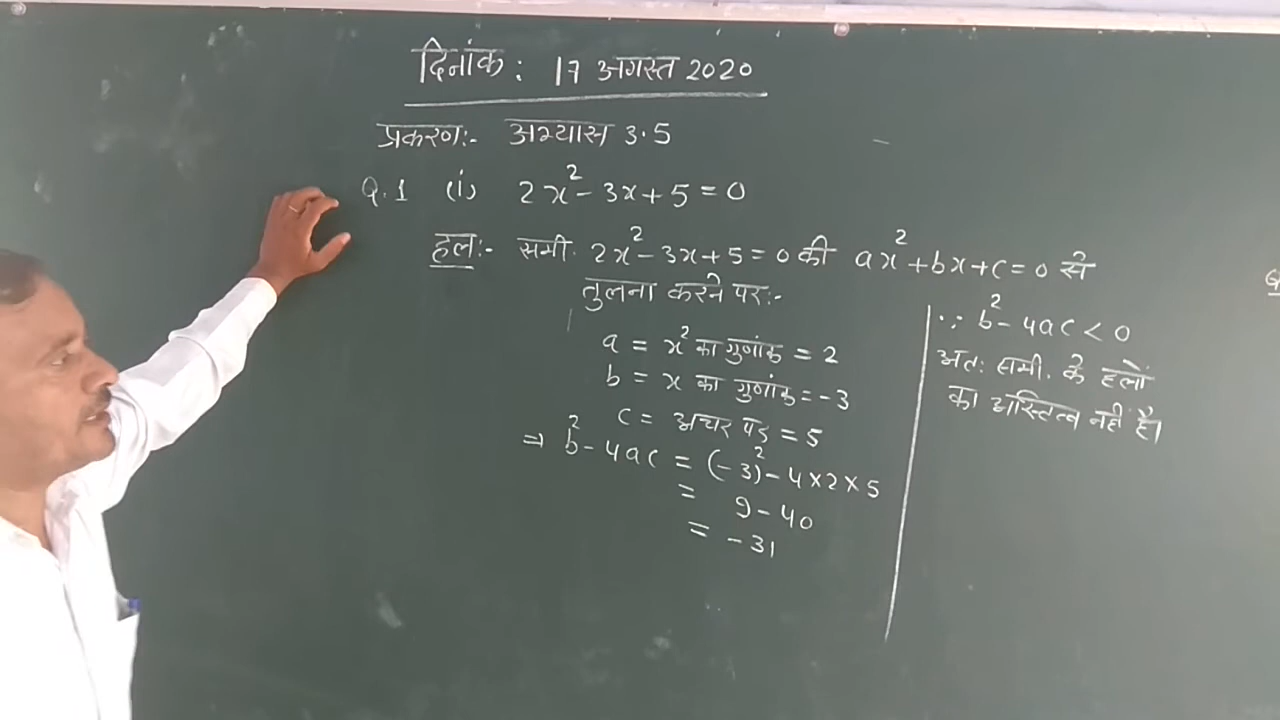 दिनांक: 17 अगस्त 2020
प्रकरण:- अभ्यास 3.5
Q.1 (i) 2x² - 3x + 5 = 0
हल:- समी. 2x² - 3x + 5 = 0 की ax² + bx + c = 0 से
तुलना करने पर:-
a = x² का गुणांक = 2
b = x का गुणांक = -3
c = अचर पद = 5
⇒ b² - 4ac = (-3)² - 4×2×5
= 9 - 40
= -31
∵ b² - 4ac < 0
अतः समी. के हलों
का अस्तित्व नहीं है।